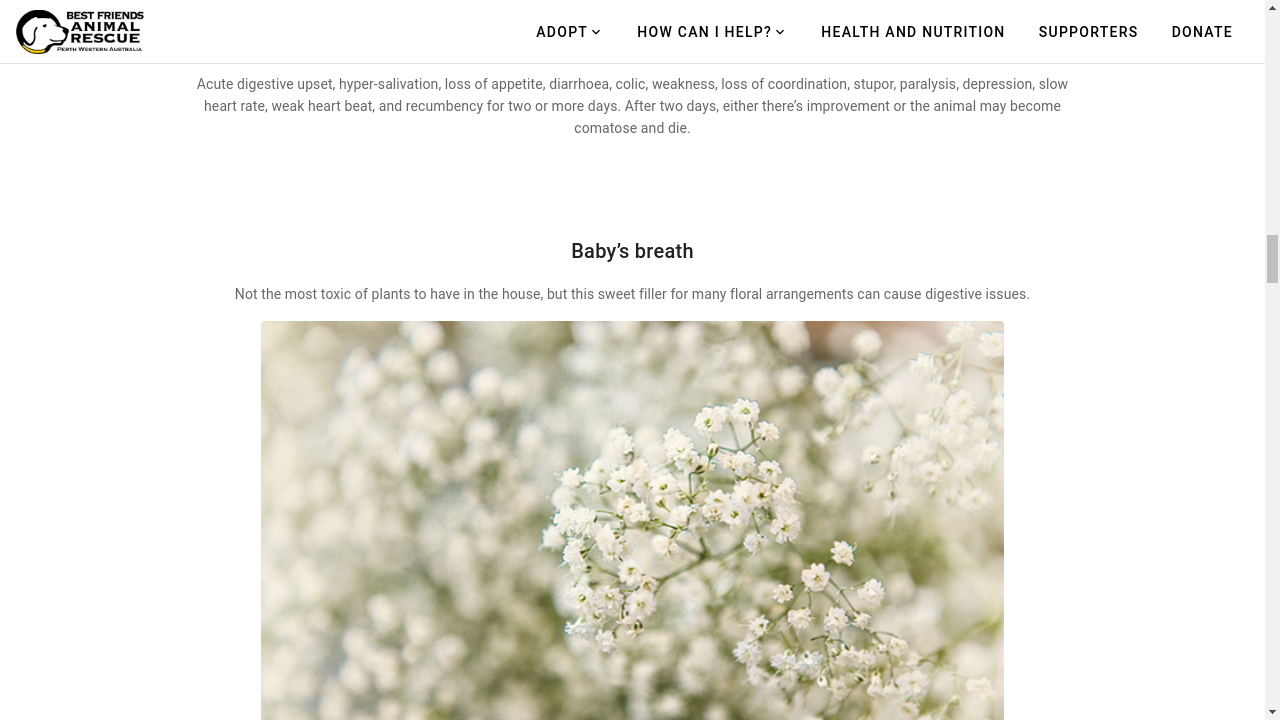 BEST FRIENDS
ANIMAL
RESCUE
PERTH WESTERN AUSTRALIA
ADOPT
HOW CAN I HELP?
HEALTH AND NUTRITION
SUPPORTERS
DONATE
Acute digestive upset, hyper-salivation, loss of appetite, diarrhoea, colic, weakness, loss of coordination, stupor, paralysis, depression, slow
heart rate, weak heart beat, and recumbency for two or more days. After two days, either there’s improvement or the animal may become
comatose and die.
Baby’s breath
Not the most toxic of plants to have in the house, but this sweet filler for many floral arrangements can cause digestive issues.